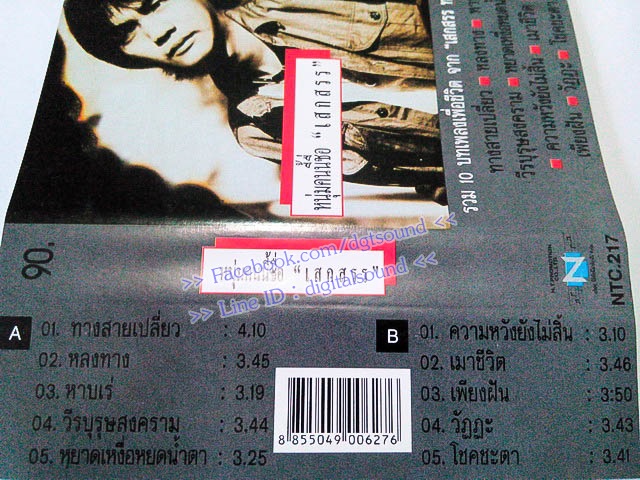 หนุ่มคนนี้ชื่อ "เสกสรร"
รวม 10 บทเพลงเพื่อชีวิต จาก "เสกสรร
ทางสายเปลี่ยว ■ หลงทาง ■
วีรบุรุษสงคราม ■
■ ความหวังยังไม่สิ้น ■ เมาชีวิต
เพียงฝัน ■ วัฏฏะ ■ โชคชะตา
90.
"เสกสรร"
>> Facebook.com/dgtsound <<
>> Line ID : digitalsound <<
N
NTC.217
A
01. ทางสายเปลี่ยว : 4.10
02. หลงทาง : 3.45
03. หาบเร่ : 3.19
04. วีรบุรุษสงคราม : 3.44
05. หยาดเหงื่อหยดน้ำตา : 3.25
8 855049 006276
B
01. ความหวังยังไม่สิ้น : 3.10
02. เมาชีวิต : 3.46
03. เพียงฝัน : 3:50
04. วัฏฏะ : 3.43
05. โชคชะตา : 3.41